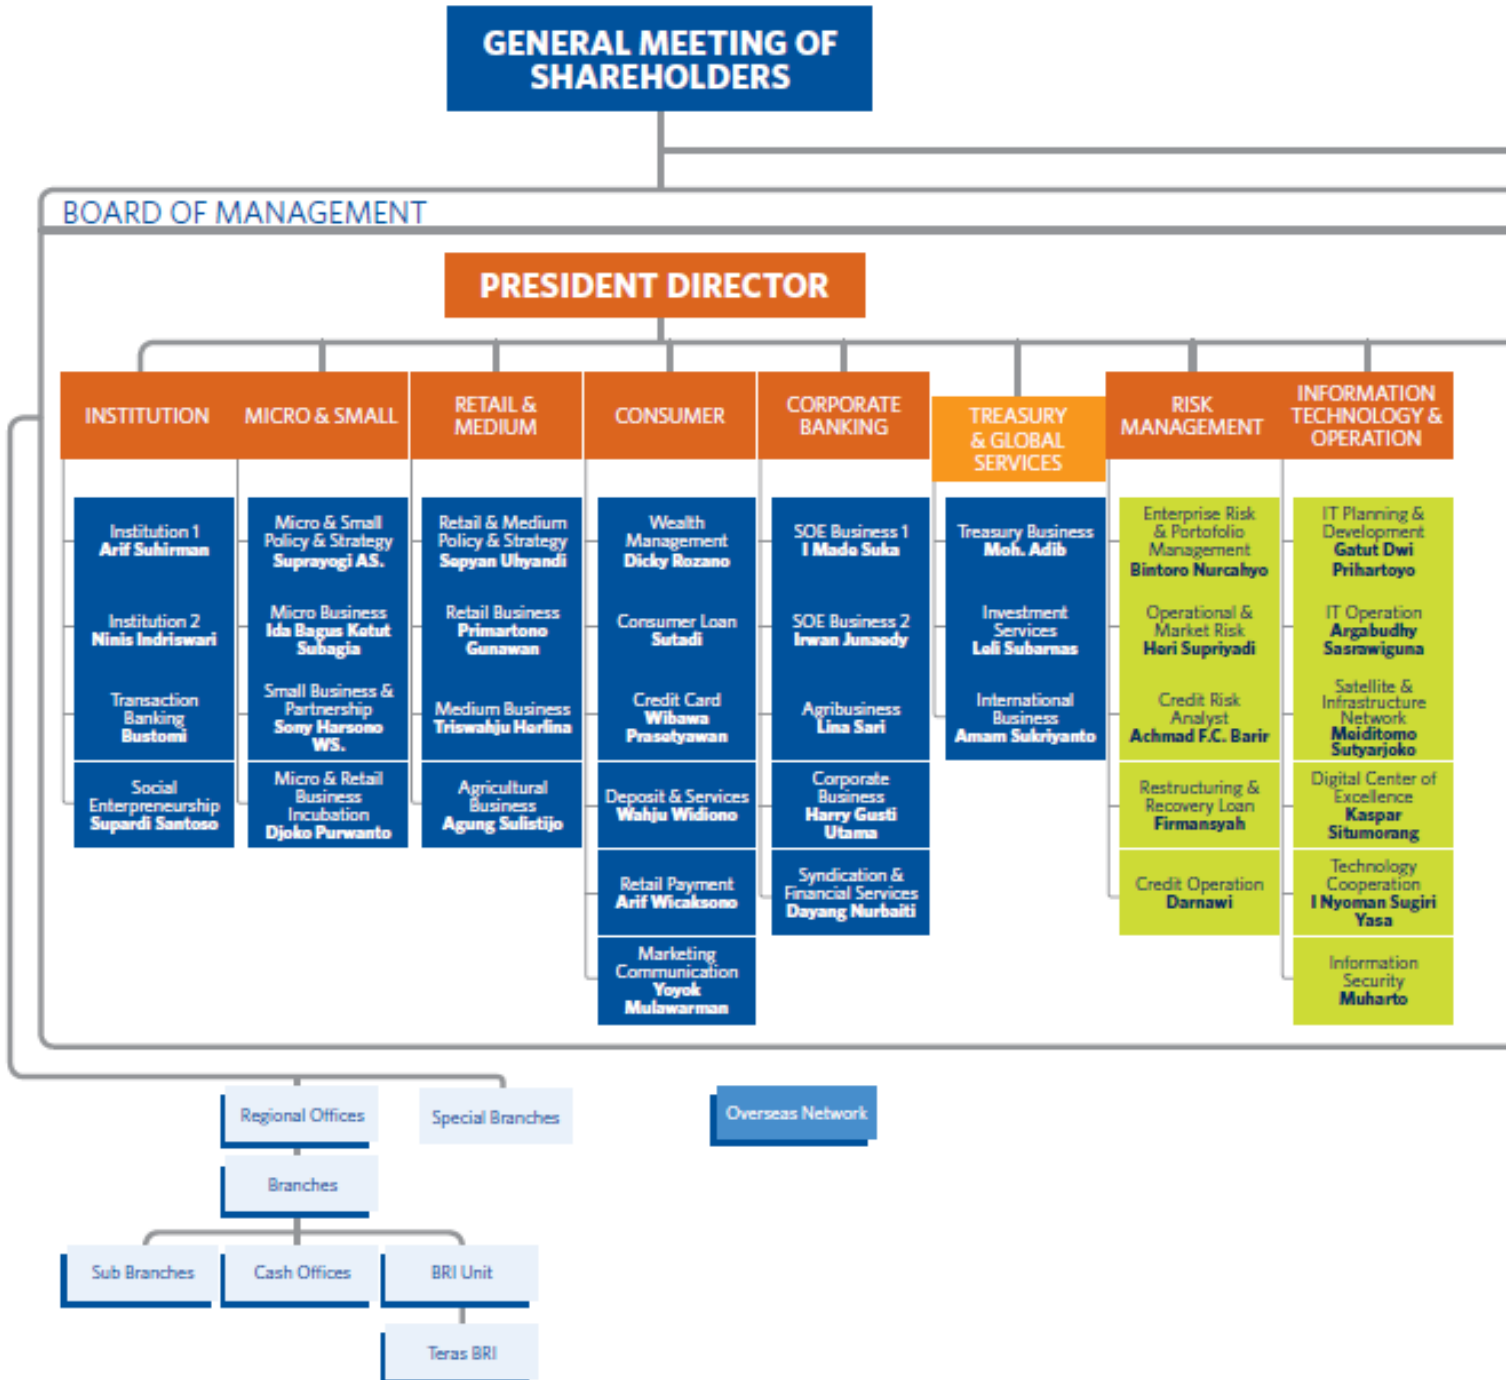 GENERAL MEETING OF
SHAREHOLDERS
BOARD OF MANAGEMENT
PRESIDENT DIRECTOR
INSTITUTION
Institution 1
Arif Suhirman
Institution 2
Ninis Indriswari
Transaction
Banking
Bustomi
Social
Enterpreneurship
Supardi Santoso
MICRO & SMALL
Micro & Small
Policy & Strategy
Suprayogi A.S.
Micro Business
Ida Bagus Ketut
Subagia
Small Business &
Partnership
Sony Harsono
WS.
Micro & Retail
Business
Incubation
Djoko Purwanto
RETAIL &
MEDIUM
Retail & Medium
Policy & Strategy
Sepyan Uhyandi
Retail Business
Primartono
Gunawan
Medium Business
Triswahju Herlina
Agricultural
Business
Agung Sulistijo
CONSUMER
Wealth
Management
Dicky Rozano
Consumer Loan
Sutadi
Credit Card
Wibawa
Prasetyawan
Deposit & Services
Wahju Widiono
Retail Payment
Arif Wicaksono
Marketing
Communication
Yoyok
Mulawarman
CORPORATE
BANKING
SOE Business 1
I Made Suka
SOE Business 2
Irwan Junaedy
Agribusiness
Lina Sari
Corporate
Business
Harry Gusti
Utama
Syndication &
Financial Services
Dayang Nurbaiti
TREASURY
& GLOBAL
SERVICES
Treasury Business
Moh. Adib
Investment
Services
Leli Subarnas
International
Business
Amam Sukriyanto
RISK
MANAGEMENT
Enterprise Risk
& Portofolio
Management
Bintoro Nurcahyo
Operational &
Market Risk
Heri Supriyadi
Credit Risk
Analyst
Achmad F.C. Barir
Restructuring &
Recovery Loan
Firmansyah
Credit Operation
Darnawi
INFORMATION
TECHNOLOGY &
OPERATION
IT Planning &
Development
Gatut Dwi
Prihartoyo
IT Operation
Argabudhy
Sasrawiguna
Satellite &
Infrastructure
Network
Meiditomo
Sutyarjoko
Digital Center of
Excellence
Kaspar
Situmorang
Technology
Cooperation
I Nyoman Sugiri
Yasa
Information
Security
Muharto
Regional Offices
Special Branches
Overseas Network
Branches
Sub Branches
Cash Offices
BRI Unit
Teras BRI